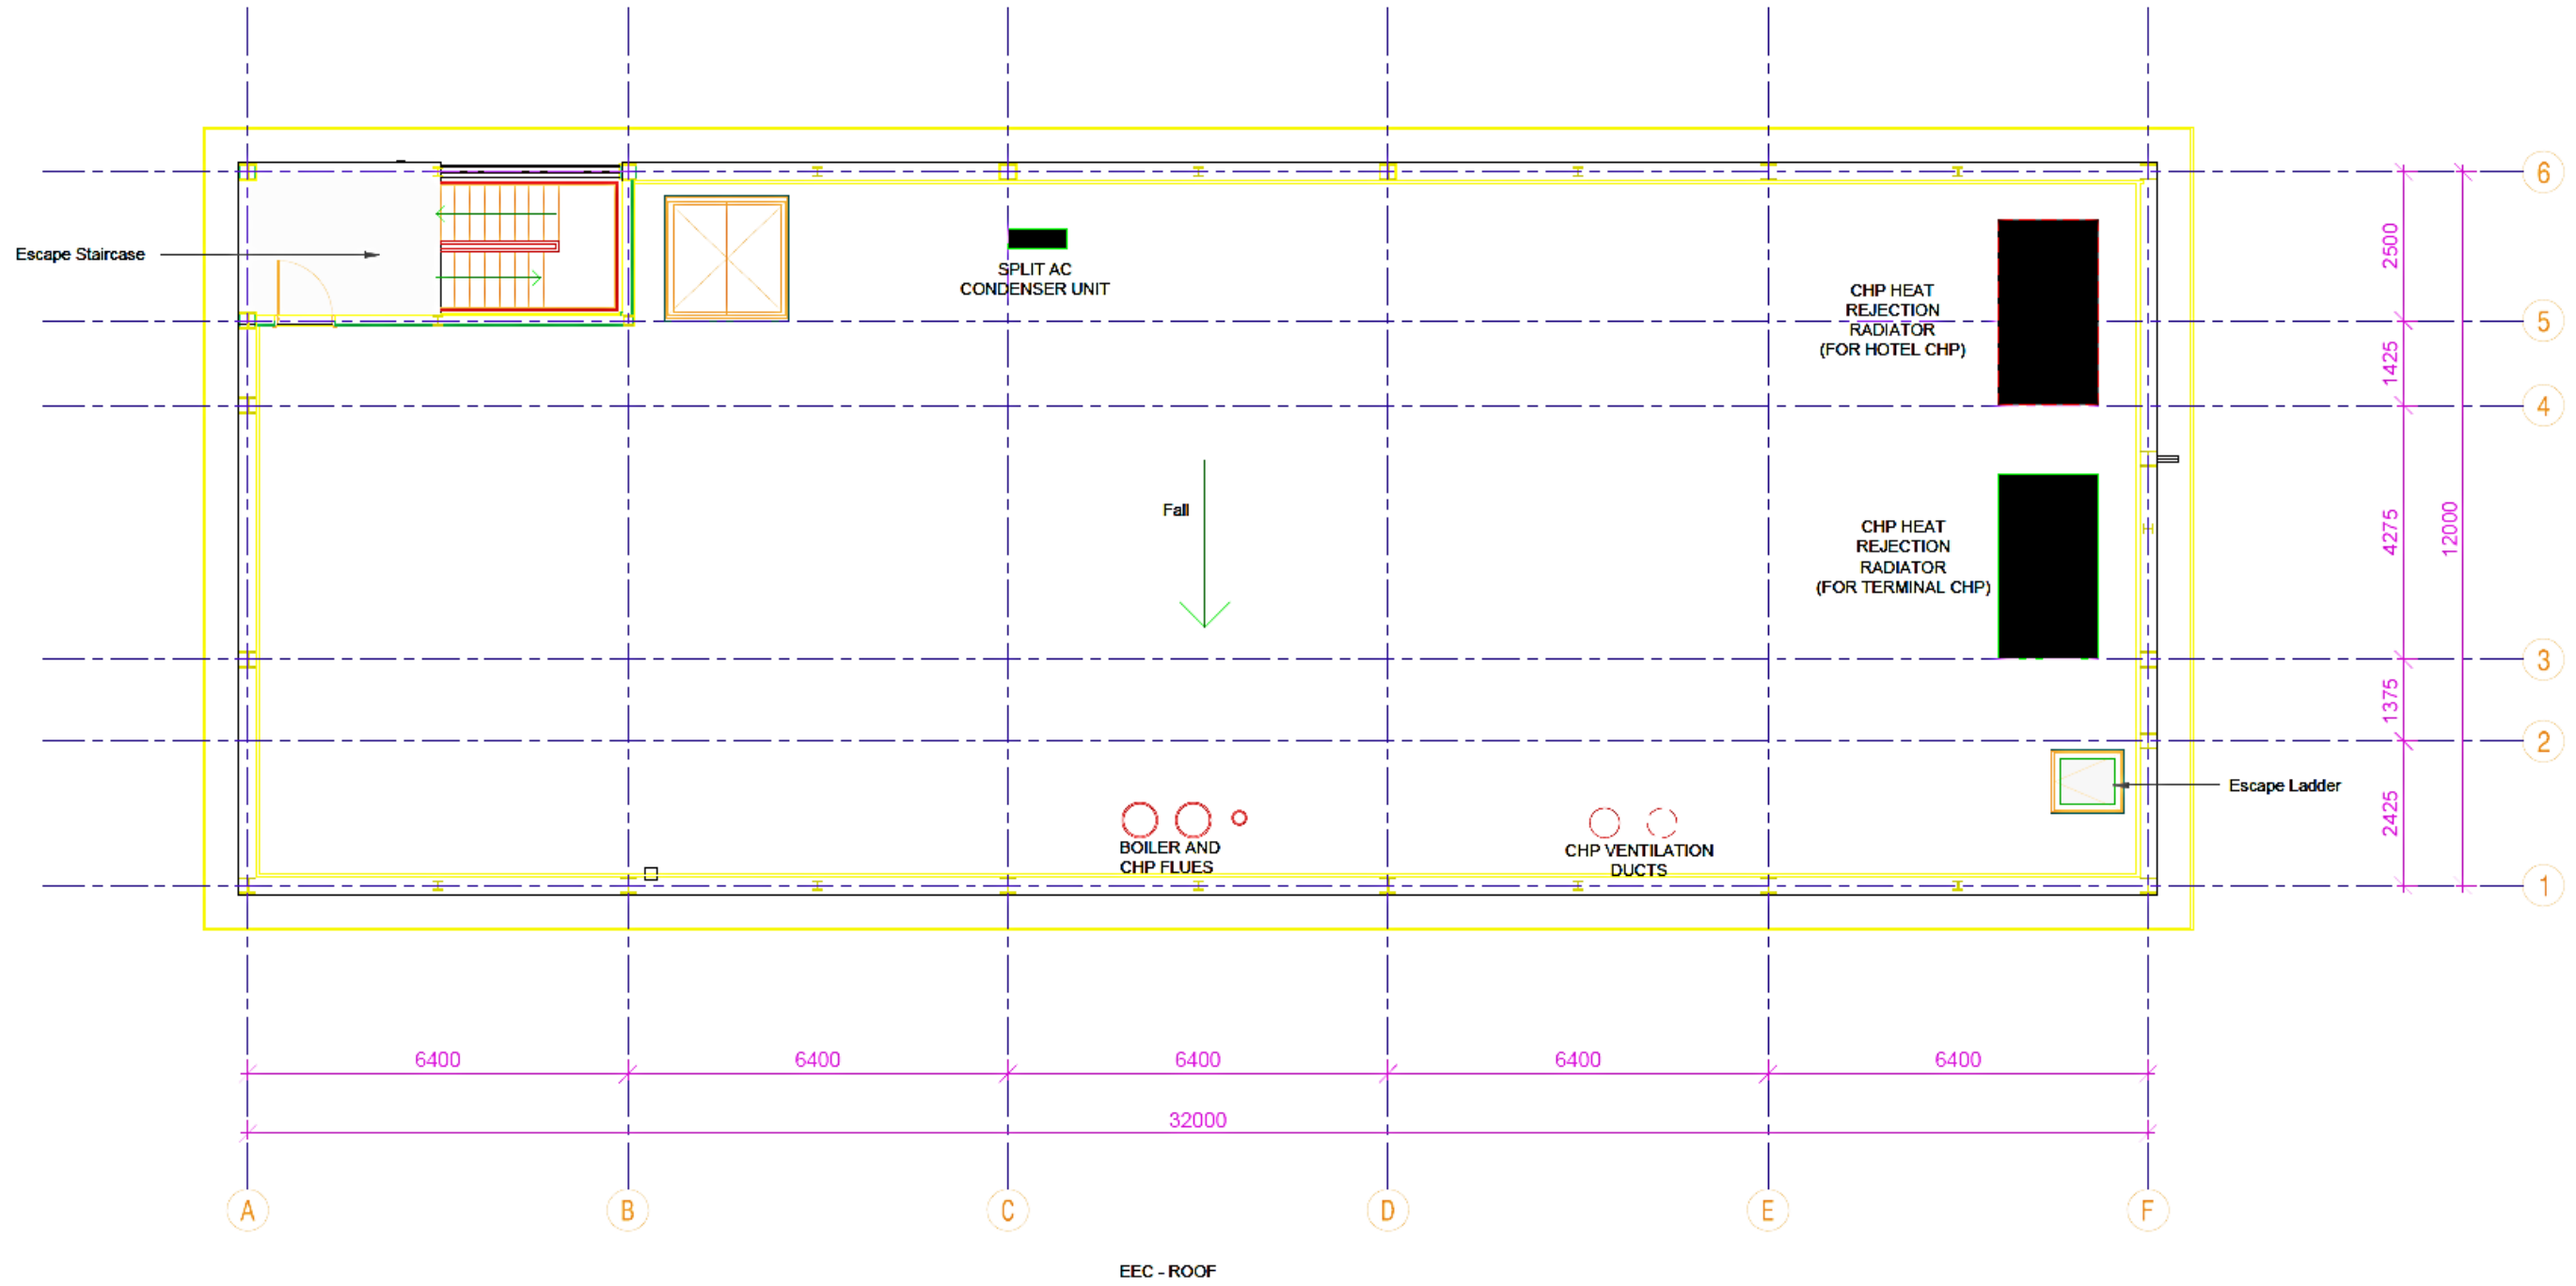 6
Escape Staircase
2500
SPLIT AC
CONDENSER UNIT
CHP HEAT
REJECTION
RADIATOR
(FOR HOTEL CHP)
5
1425
4
Fall
CHP HEAT
REJECTION
RADIATOR
(FOR TERMINAL CHP)
4275
12000
3
1375
2
Escape Ladder
2425
BOILER AND
CHP FLUES
CHP VENTILATION
DUCTS
1
6400
6400
6400
6400
6400
32000
A
B
C
D
E
F
EEC - ROOF